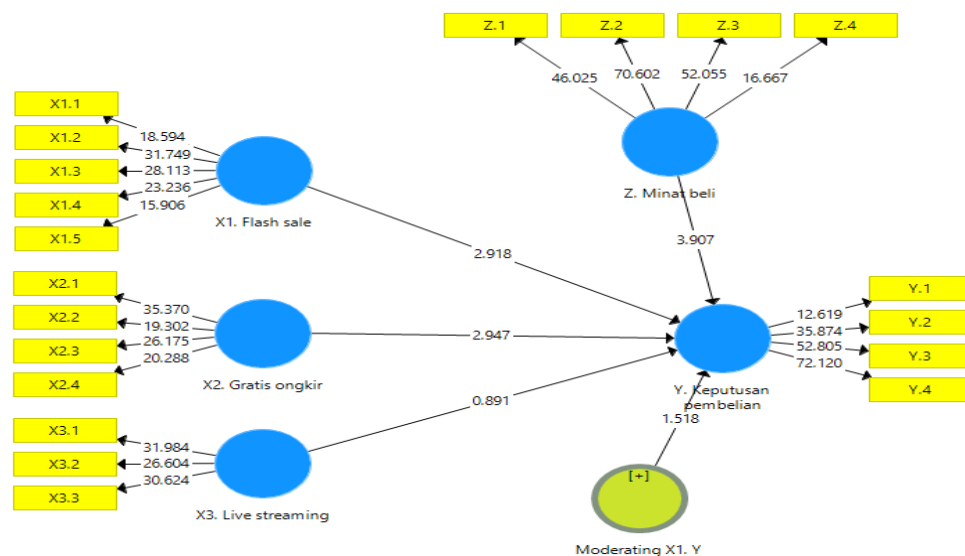 Z.1
Z.2
Z.3
Z.4
46.025
70.602
52.055
16.667
Z. Minat beli
3.907
X1.1
X1.2
X1.3
X1.4
X1.5
18.594
31.749
28.113
23.236
15.906
X1. Flash sale
2.918
X2.1
X2.2
X2.3
X2.4
35.370
19.302
26.175
20.288
X2. Gratis ongkir
2.947
X3.1
X3.2
X3.3
31.984
26.604
30.624
X3. Live streaming
0.891
Y.1
Y.2
Y.3
Y.4
12.619
35.874
52.805
72.120
Y. Keputusan
pembelian
1.518
[+]
Moderating X1. Y